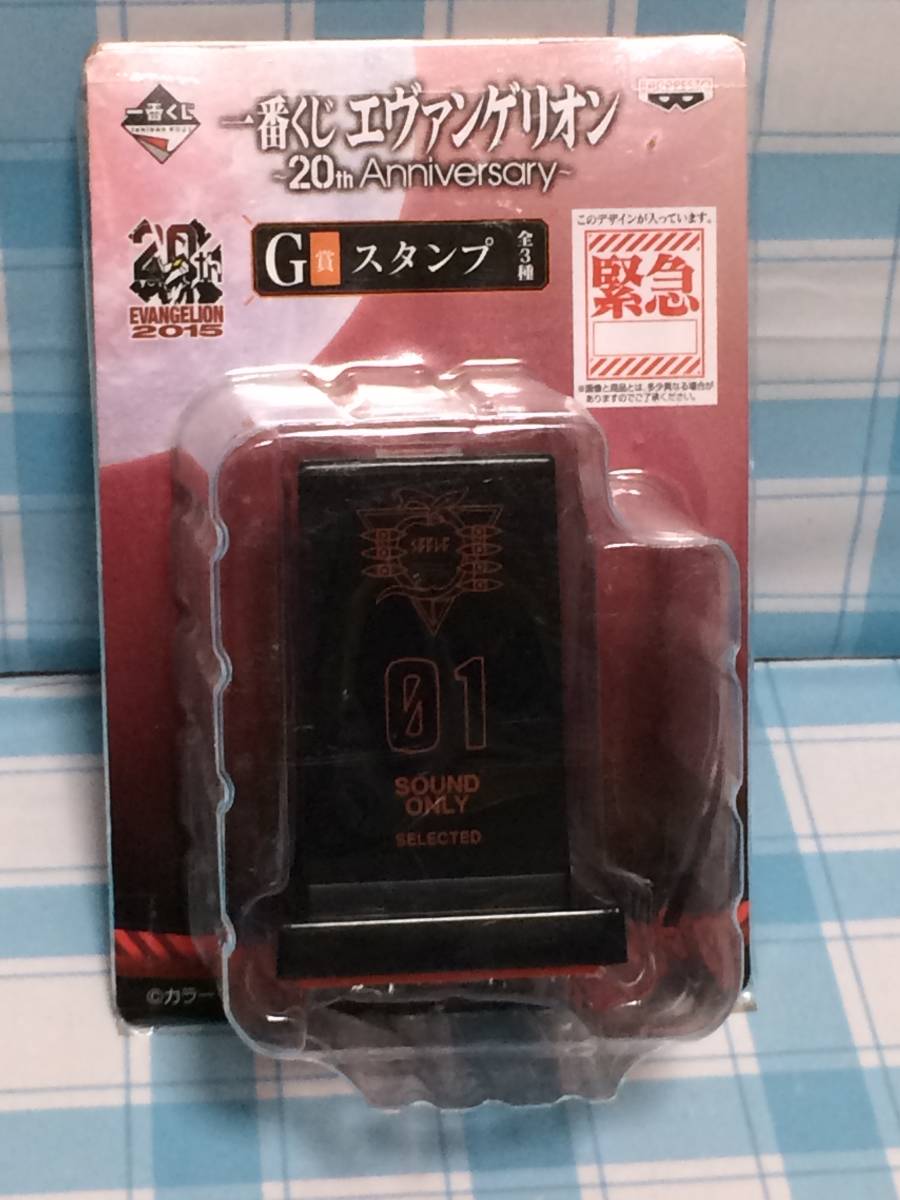 一番くじ
ICHIBAN KUJI
一番くじ エヴァンゲリオン
~20th Anniversary~
BANPRESTO
20th
EVANGELION
2015
G賞 スタンプ 全3種
このデザインが入っています。
緊急
※画像と商品とは、多少異なる場合が
ありますのでご了承ください。
01
SOUND
ONLY
SELECTED
©カラー